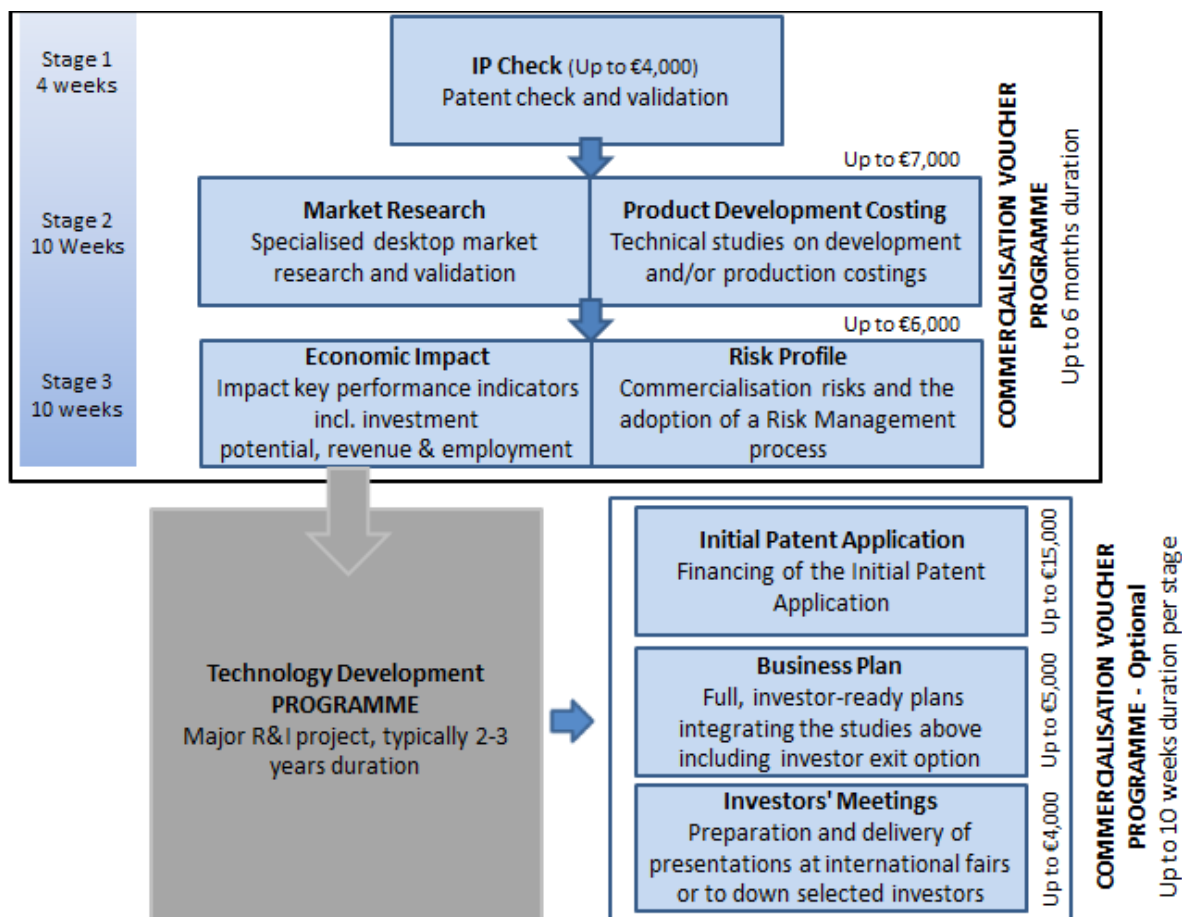 Stage 1
4 weeks
IP Check (Up to €4,000)
Patent check and validation
Up to €7,000
Stage 2
10 Weeks
Market Research
Specialised desktop market
research and validation
Product Development Costing
Technical studies on development
and/or production costings
Up to €6,000
Stage 3
10 weeks
Economic Impact
Impact key performance indicators
incl. investment
potential, revenue & employment
Risk Profile
Commercialisation risks and the
adoption of a Risk Management
process
COMMERCIALISATION VOUCHER
PROGRAMME
Up to 6 months duration
Technology Development
PROGRAMME
Major R&I project, typically 2-3
years duration
Initial Patent Application
Financing of the Initial Patent
Application
Up to €15,000
Business Plan
Full, investor-ready plans
integrating the studies above
including investor exit option
Up to €5,000
Investors' Meetings
Preparation and delivery of
presentations at international fairs
or to down selected investors
Up to €4,000
COMMERCIALISATION VOUCHER
PROGRAMME - Optional
Up to 10 weeks duration per stage